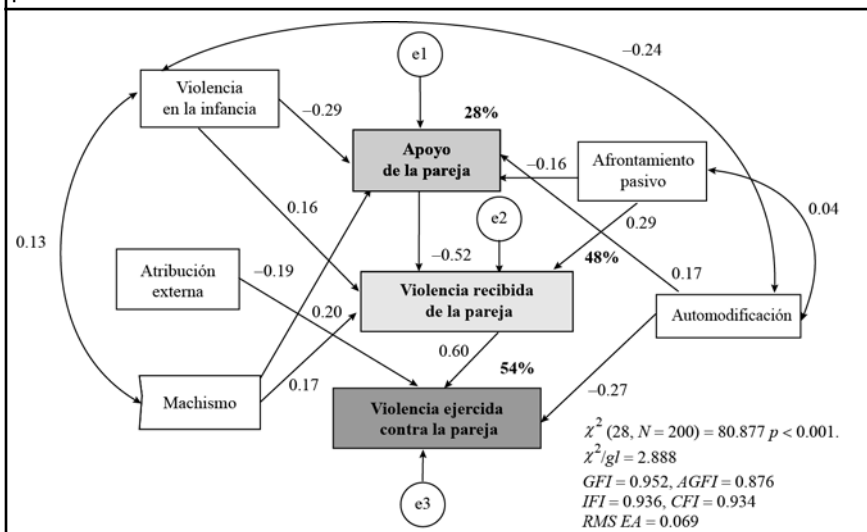 e1
−0.24
Violencia
en la infancia
−0.29
28%
Apoyo
de la pareja
−0.16
Afrontamiento
pasivo
0.04
0.16
e2
0.29
0.13
−0.52
48%
0.17
Atribución
externa
−0.19
Violencia recibida
de la pareja
Automodificación
0.20
0.60
54%
0.17
Machismo
−0.27
Violencia ejercida
contra la pareja
χ² (28, N = 200) = 80.877 p < 0.001.
χ²/gl = 2.888
GFI = 0.952, AGFI = 0.876
IFI = 0.936, CFI = 0.934
RMS EA = 0.069
e3